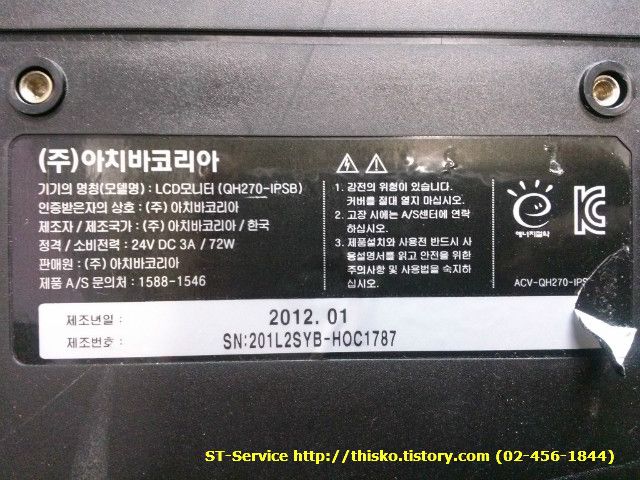 (주)아치바코리아
기기의 명칭(모델명) : LCD모니터 (QH270-IPSB)
인증받은자의 상호 : (주) 아치바코리아
제조자 / 제조국가 : (주) 아치바코리아 / 한국
정격 / 소비전력 : 24V DC 3A / 72W
판매원 : (주) 아치바코리아
제품 A/S 문의처 : 1588-1546
1. 감전의 위험이 있습니다.
커버를 절대 열지 마십시오.
2. 고장 시에는 A/S센터에 연락
하십시오.
3. 제품설치와 사용전 반드시 사
용설명서를 읽고 안전을 위한
주의사항 및 사용법을 숙지하
십시오.
에너지절약
ACV-QH270-IPS
제조년월 : 2012. 01
제조번호 : SN:201L2SYB-HOC1787
ST-Service http://thisko.tistory.com (02-456-1844)